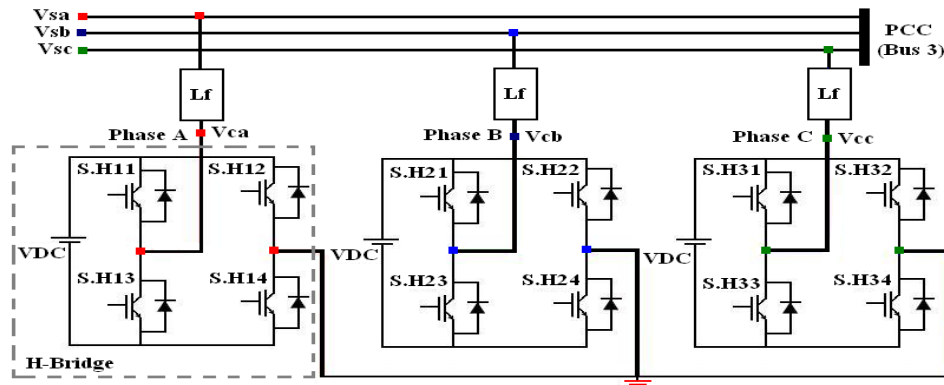 Vsa
Vsb
Vsc
PCC
(Bus 3)
Lf
Lf
Lf
Phase A
Vca
Phase B
Vcb
Phase C
Vcc
S.H11
S.H12
S.H21
S.H22
S.H31
S.H32
VDC
VDC
VDC
S.H13
S.H14
S.H23
S.H24
S.H33
S.H34
H-Bridge